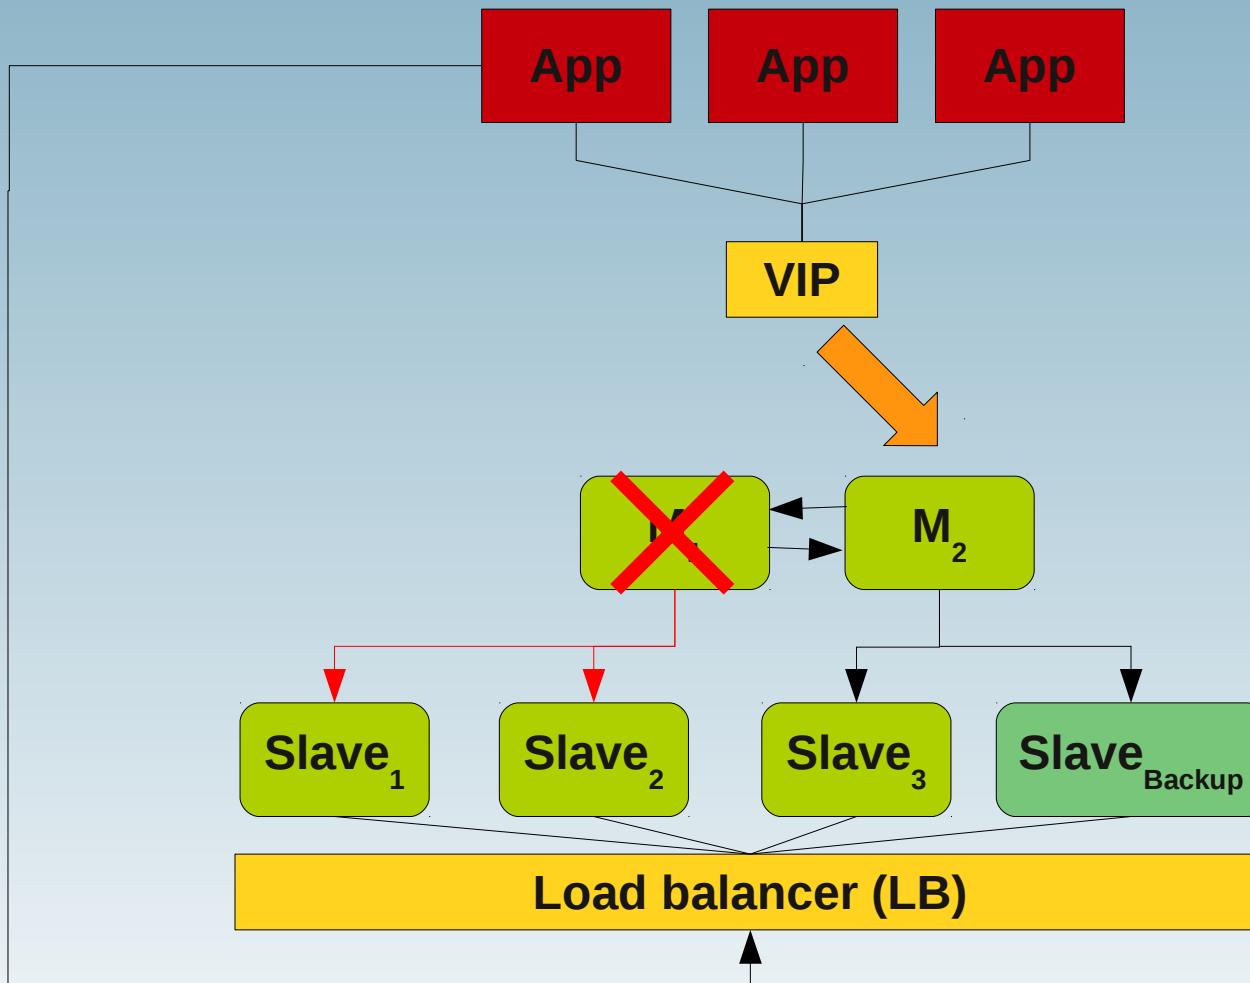 App App App
VIP
M2
Slave1 Slave2 Slave3 SlaveBackup
Load balancer (LB)